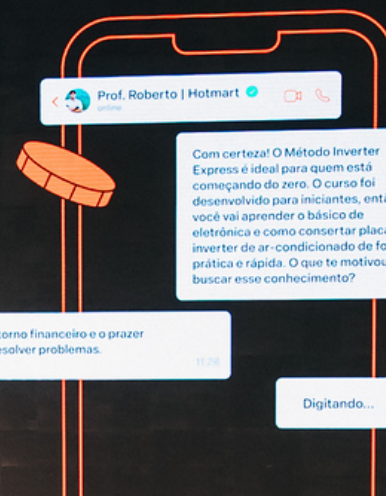 Prof. Roberto | Hotmart
online
Com certeza! O Método Inverter
Express é ideal para quem está
começando do zero. O curso foi
desenvolvido para iniciantes, ent
você vai aprender o básico de
eletrônica e como consertar plac
inverter de ar-condicionado de fo
prática e rápida. O que te motivou
buscar esse conhecimento?
torno financeiro e o prazer
esolver problemas.
11:28
Digitando...